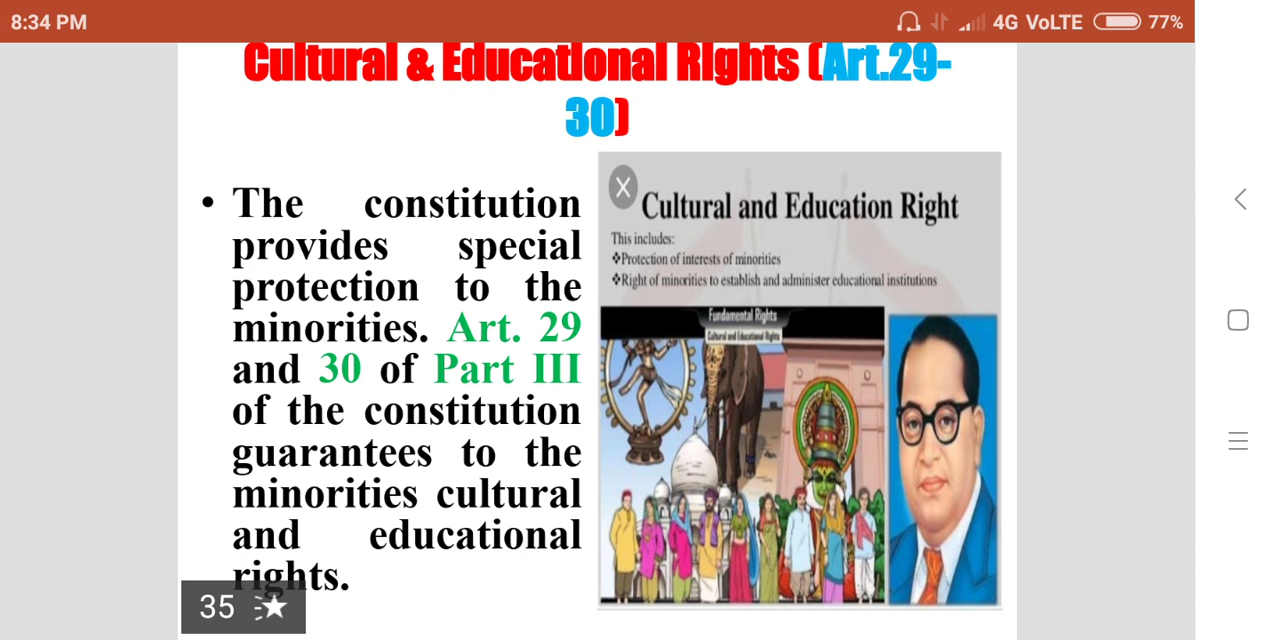 8:34 PM
4G VoLTE 77%
Cultural & Educational Rights (Art.29-
30)
• The constitution
provides special
protection to the
minorities. Art. 29
and 30 of Part III
of the constitution
guarantees to the
minorities cultural
and educational
rights.
X
Cultural and Education Right
This includes:
❖Protection of interests of minorities
❖Right of minorities to establish and administer educational institutions
Fundamental Rights
Cultural and Educational Rights
35